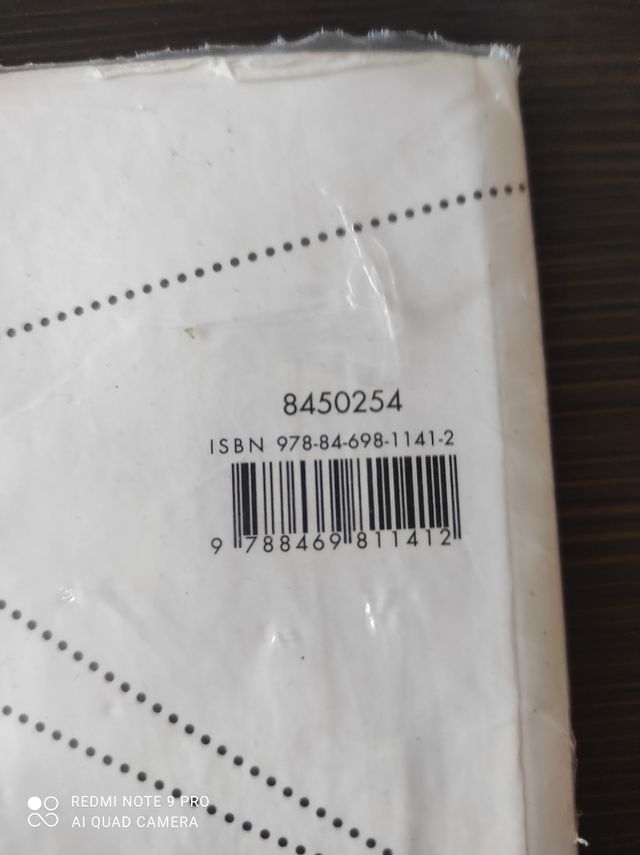 8450254
ISBN 978-84-698-1141-2
9 788469 811412
REDMI NOTE 9 PRO
AI QUAD CAMERA